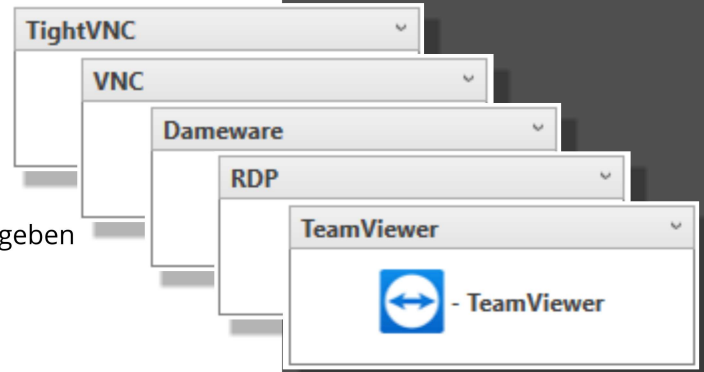 TightVNC
VNC
Dameware
RDP
geben
TeamViewer
- TeamViewer